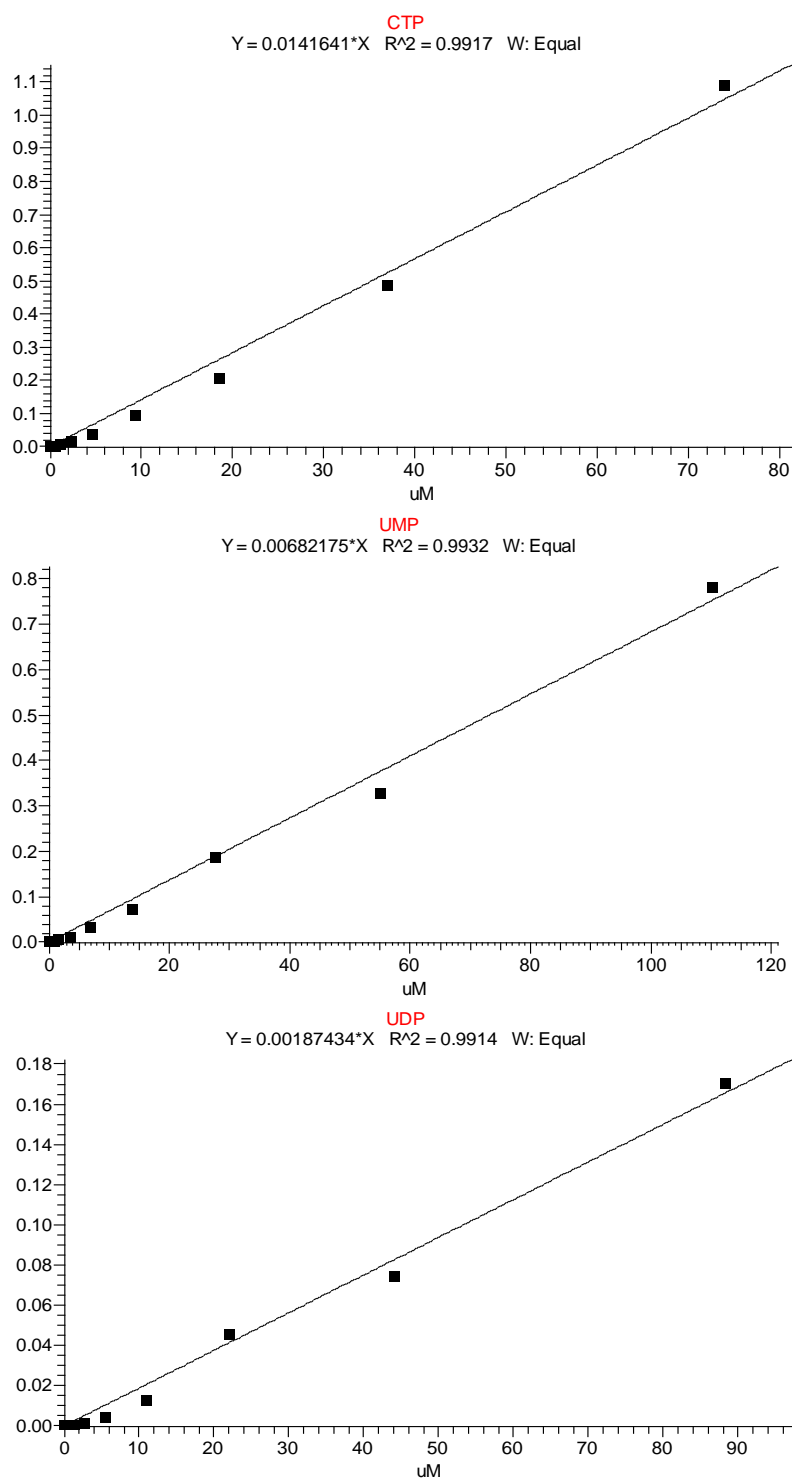 CTP
Y = 0.0141641*X R^2 = 0.9917 W: Equal
1.1
1.0
0.9
0.8
0.7
0.6
0.5
0.4
0.3
0.2
0.1
0.0
0 10 20 30 40 50 60 70 80
uM
UMP
Y = 0.00682175*X R^2 = 0.9932 W: Equal
0.8
0.7
0.6
0.5
0.4
0.3
0.2
0.1
0.0
0 20 40 60 80 100 120
uM
UDP
Y = 0.00187434*X R^2 = 0.9914 W: Equal
0.18
0.16
0.14
0.12
0.10
0.08
0.06
0.04
0.02
0.00
0 10 20 30 40 50 60 70 80 90
uM